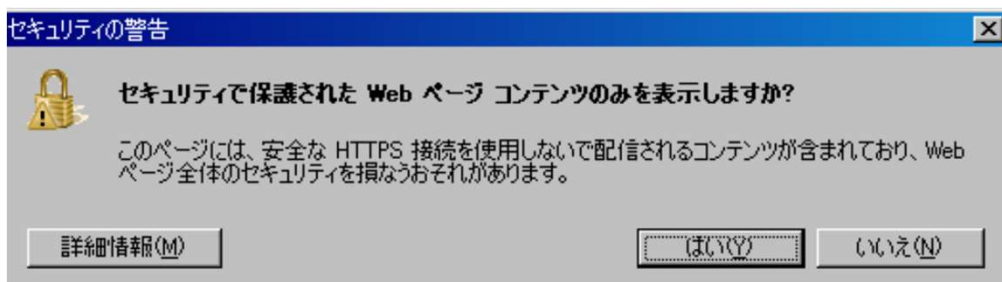 セキュリティの警告
セキュリティで保護された Web ページ コンテンツのみを表示しますか?
このページには、安全な HTTPS 接続を使用しないで配信されるコンテンツが含まれており、Web
ページ全体のセキュリティを損なうおそれがあります。
詳細情報(M)
はい(Y)
いいえ(N)